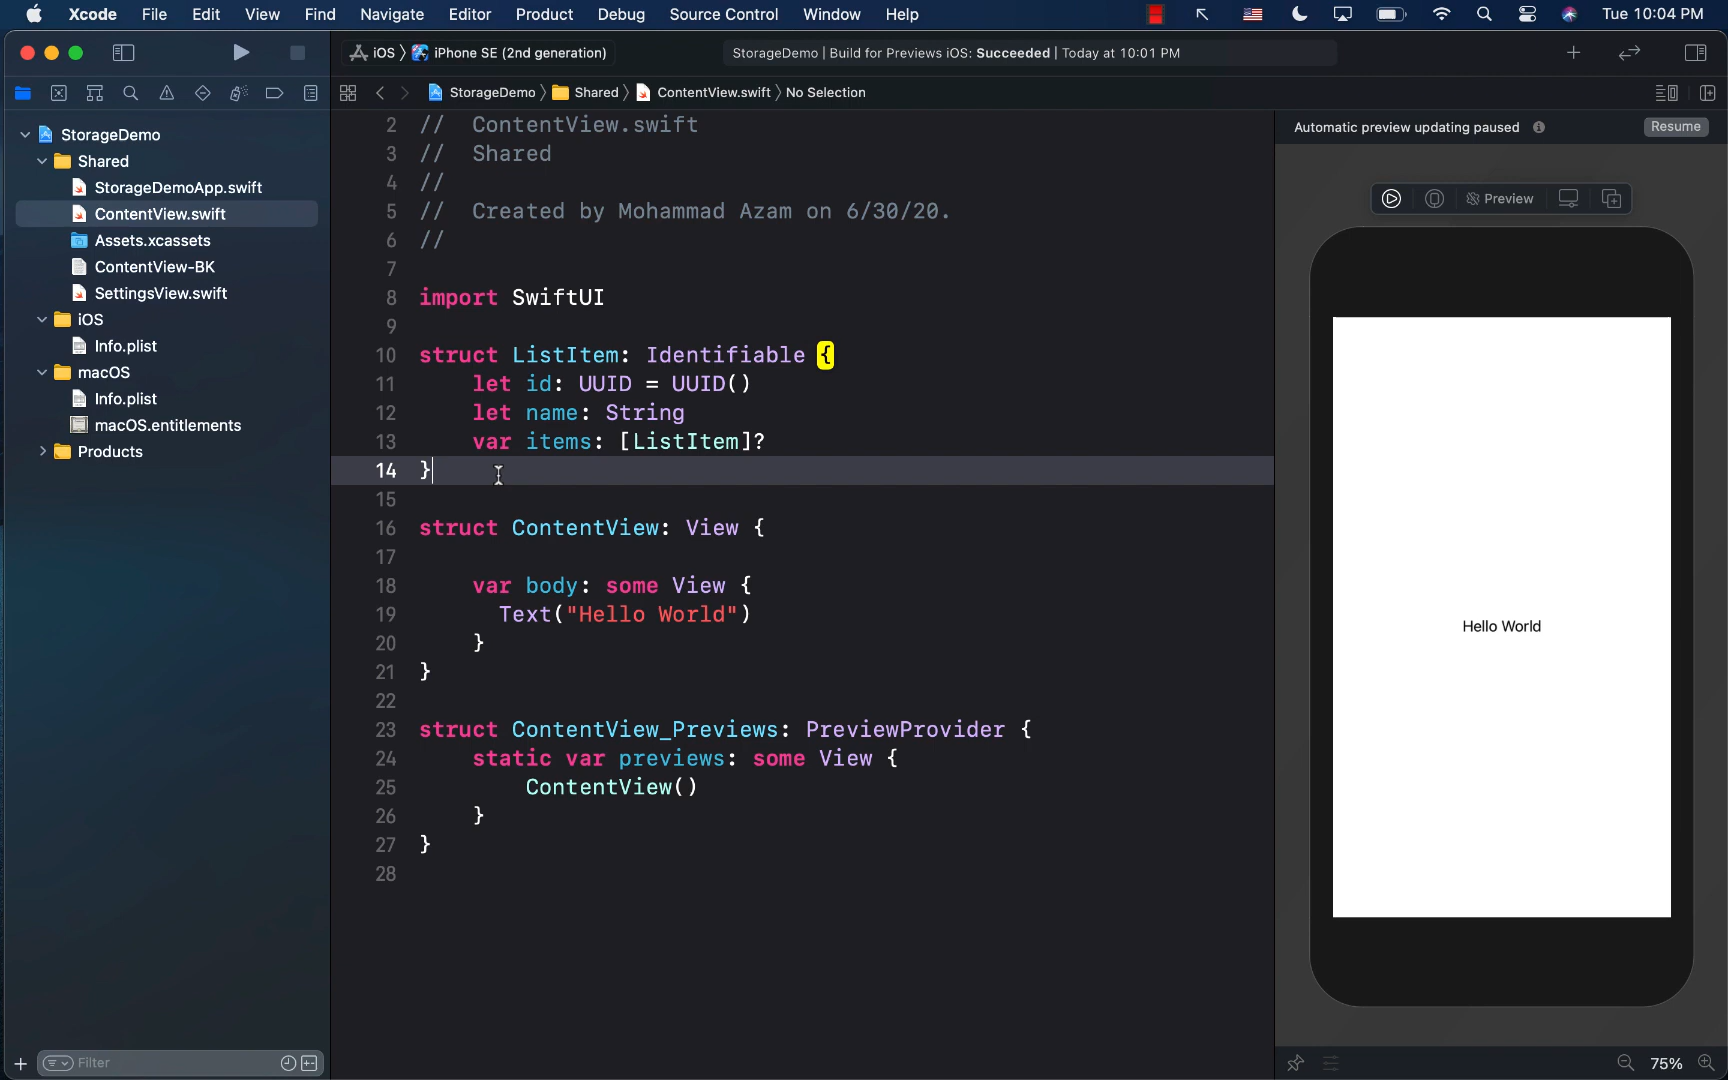 Xcode File Edit View Find Navigate Editor Product Debug Source Control Window Help Tue 10:04 PM
iOS 〉 iPhone SE (2nd generation) StorageDemo | Build for Previews iOS: Succeeded | Today at 10:01 PM
StorageDemo 〉 Shared 〉 ContentView.swift 〉 No Selection
StorageDemo
Shared
StorageDemoApp.swift
ContentView.swift
Assets.xcassets
ContentView-BK
SettingsView.swift
iOS
Info.plist
macOS
Info.plist
macOS.entitlements
Products
Filter
2 // ContentView.swift
3 // Shared
4 //
5 // Created by Mohammad Azam on 6/30/20.
6 //
7
8 import SwiftUI
9
10 struct ListItem: Identifiable {
11 let id: UUID = UUID()
12 let name: String
13 var items: [ListItem]?
14 }
15
16 struct ContentView: View {
17
18 var body: some View {
19 Text("Hello World")
20 }
21 }
22
23 struct ContentView_Previews: PreviewProvider {
24 static var previews: some View {
25 ContentView()
26 }
27 }
28
Automatic preview updating paused Resume
Preview
Hello World
75%